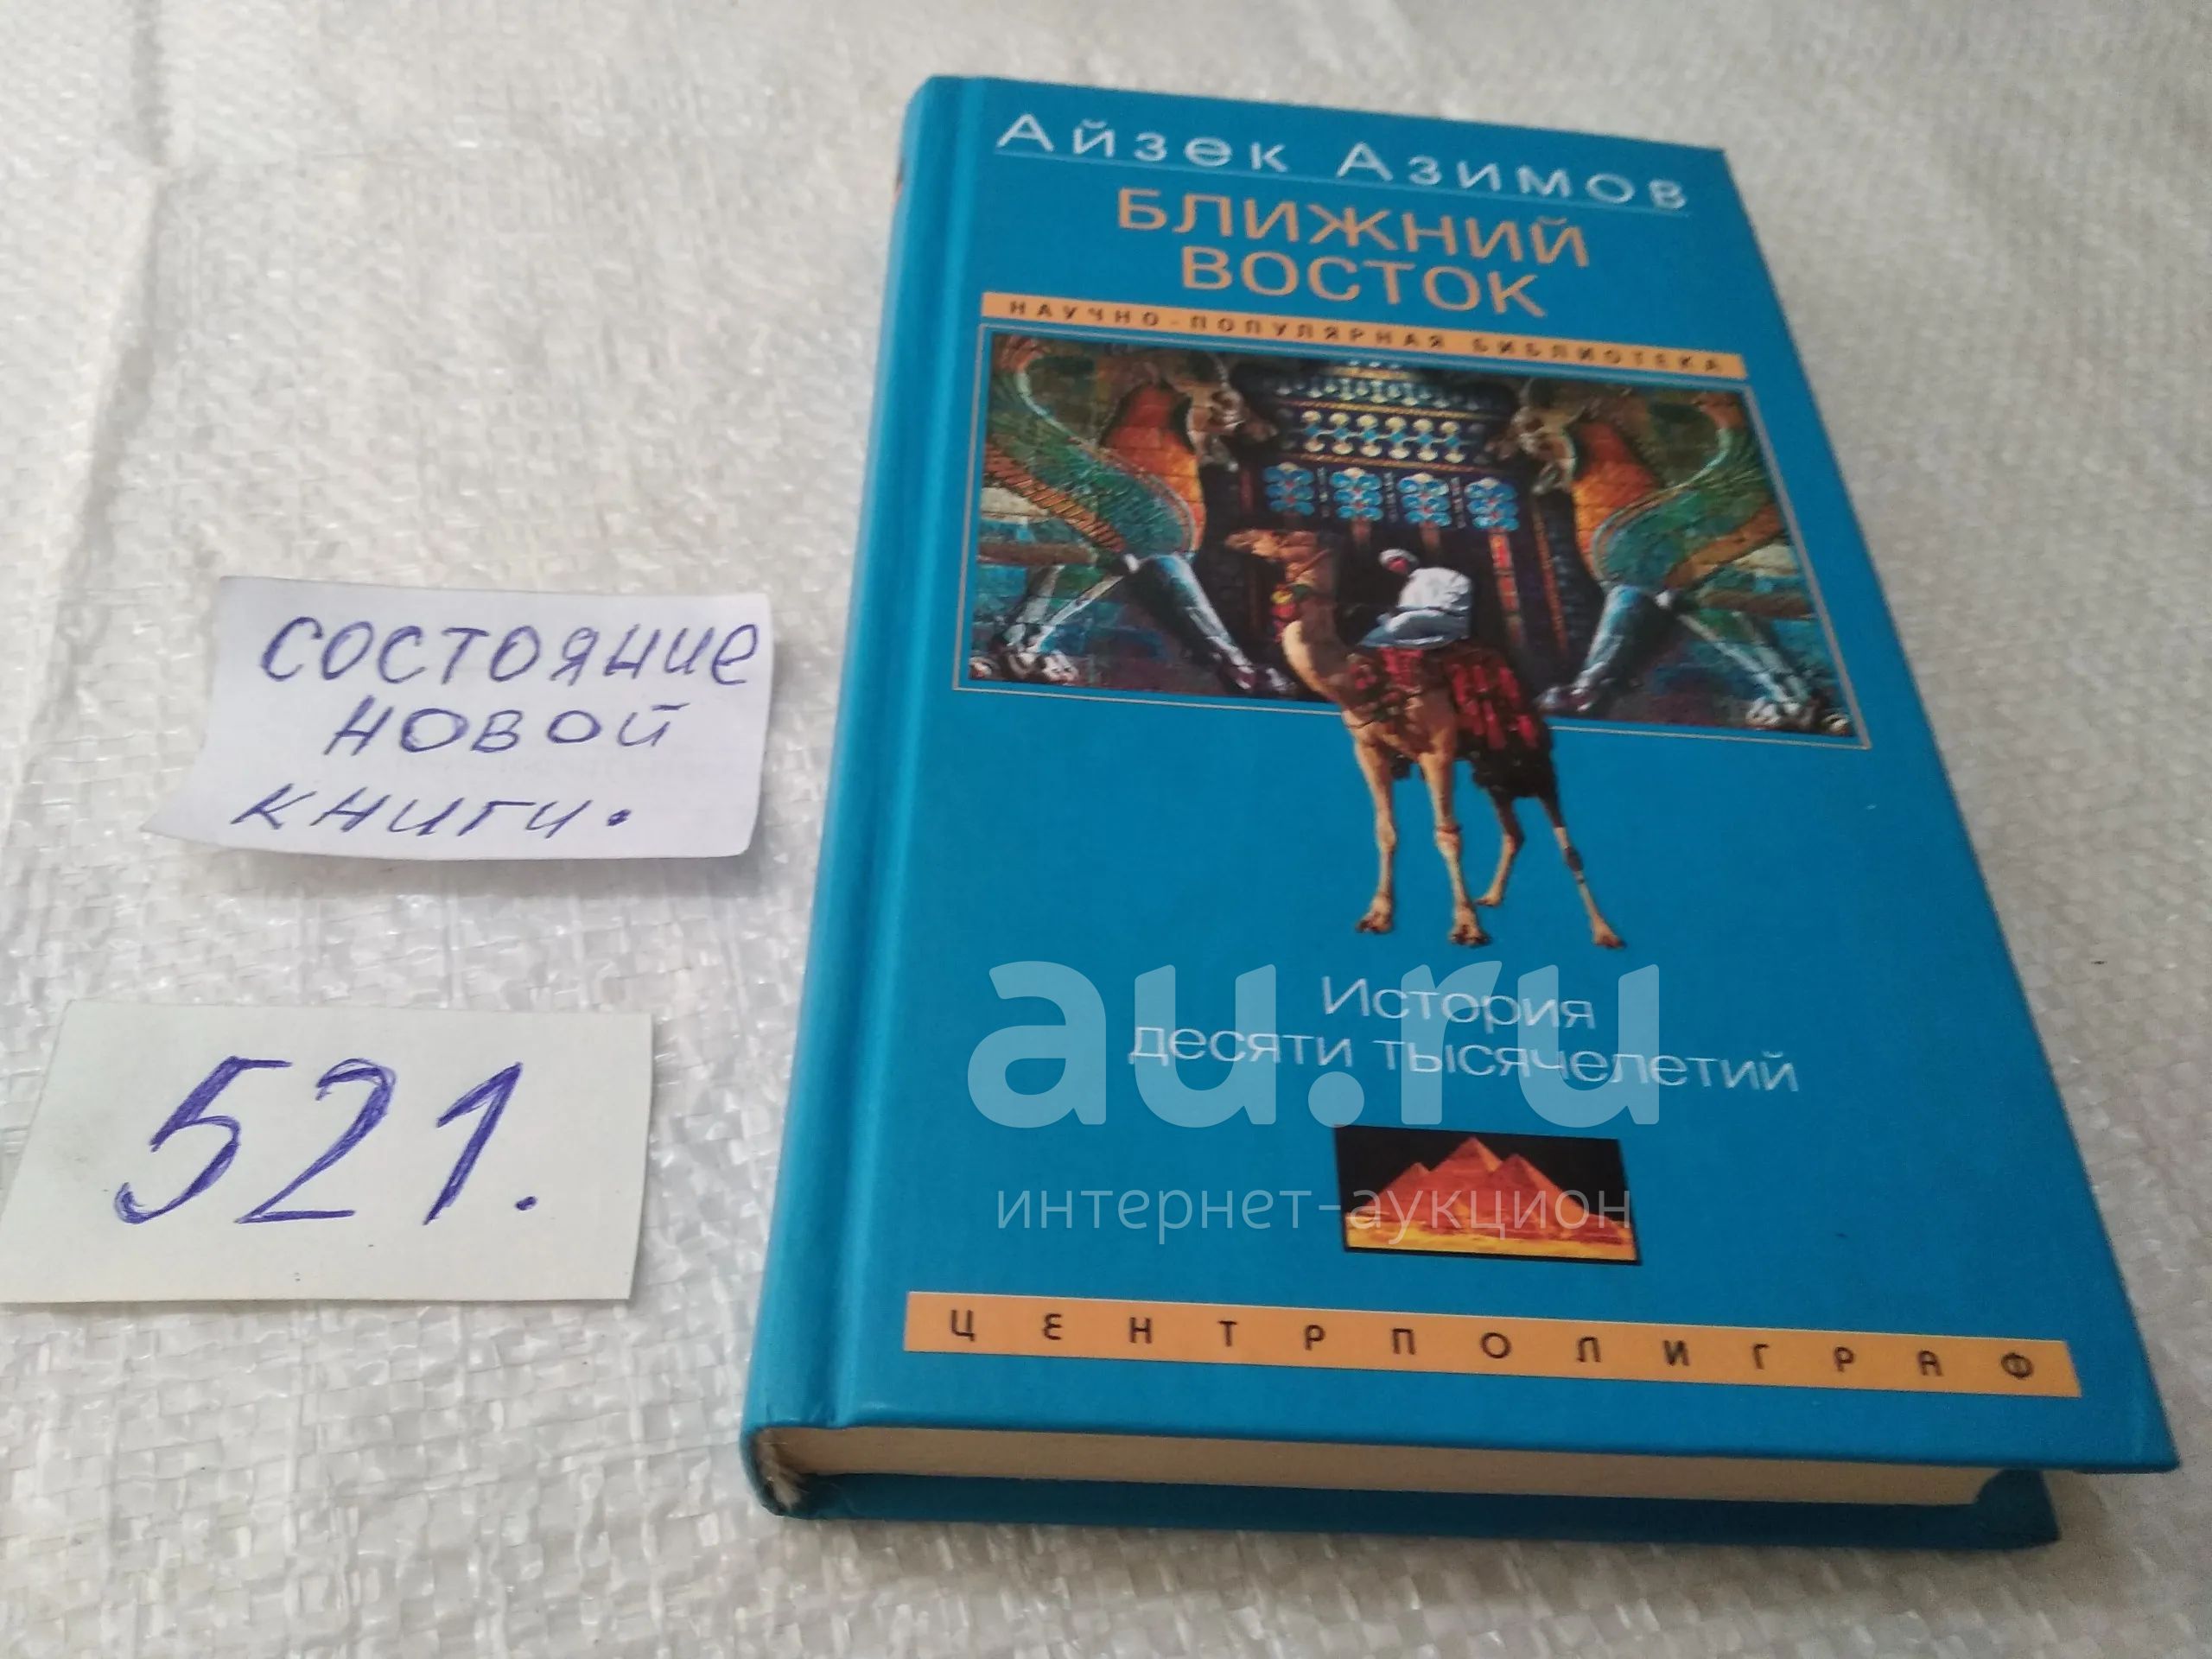 Айзек Азимов
БЛИЖНИЙ
ВОСТОК
НАУЧНО-ПОПУЛЯРНАЯ БИБЛИОТЕКА
состояние
новой
книги.
521.
История
десяти тысячелетий
au.ru
интернет-аукцион
ЦЕНТРПОЛИГРАФ